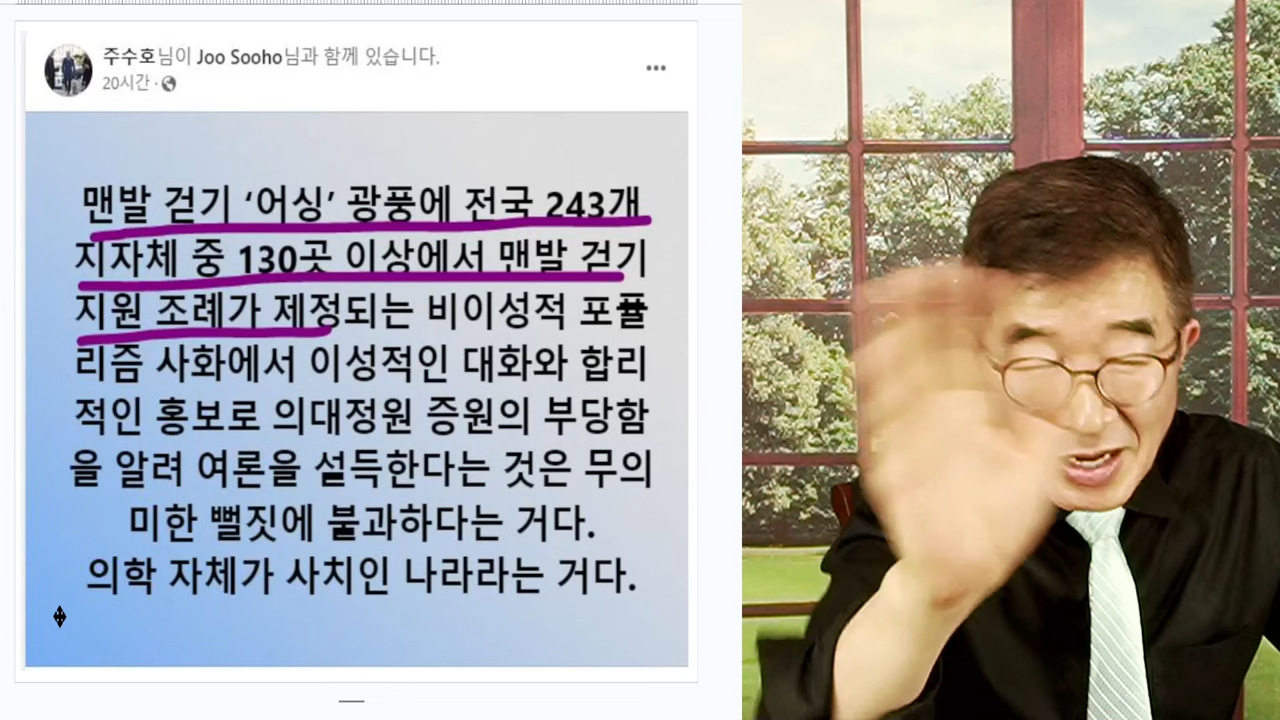 주수호님이 Joo Sooho님과 함께 있습니다.
20시간 ·
맨발 걷기 ‘어싱’ 광풍에 전국 243개
지자체 중 130곳 이상에서 맨발 걷기
지원 조례가 제정되는 비이성적 포퓰
리즘 사화에서 이성적인 대화와 합리
적인 홍보로 의대정원 증원의 부당함
을 알려 여론을 설득한다는 것은 무의
미한 뻘짓에 불과하다는 거다.
의학 자체가 사치인 나라라는 거다.